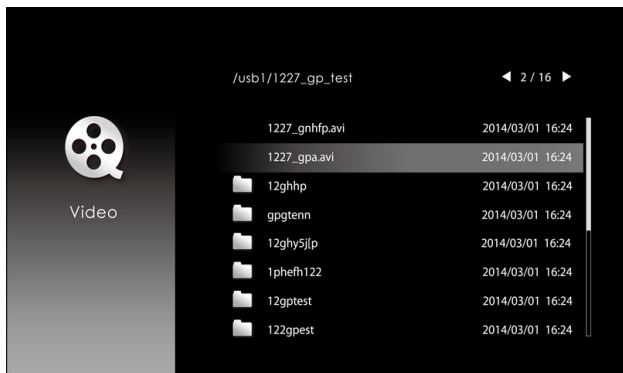 /usb1/1227_gp_test
2 / 16
1227_gnhfp.avi 2014/03/01 16:24
1227_gpa.avi 2014/03/01 16:24
12ghhp 2014/03/01 16:24
Video
gpgtenn 2014/03/01 16:24
12ghy5j[p 2014/03/01 16:24
1phefh122 2014/03/01 16:24
12gptest 2014/03/01 16:24
122gpest 2014/03/01 16:24